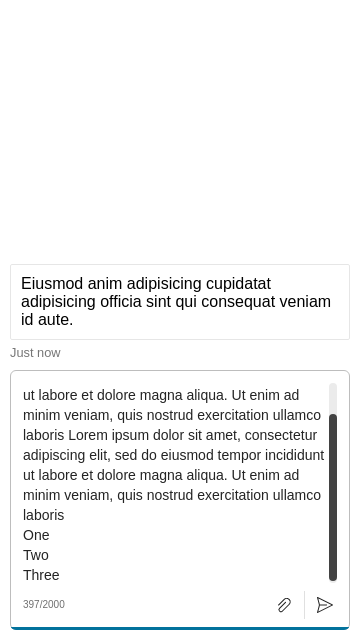 Eiusmod anim adipisicing cupidatat
adipisicing officia sint qui consequat veniam
id aute.
Just now
ut labore et dolore magna aliqua. Ut enim ad
minim veniam, quis nostrud exercitation ullamco
laboris Lorem ipsum dolor sit amet, consectetur
adipiscing elit, sed do eiusmod tempor incididunt
ut labore et dolore magna aliqua. Ut enim ad
minim veniam, quis nostrud exercitation ullamco
laboris
One
Two
Three
397/2000